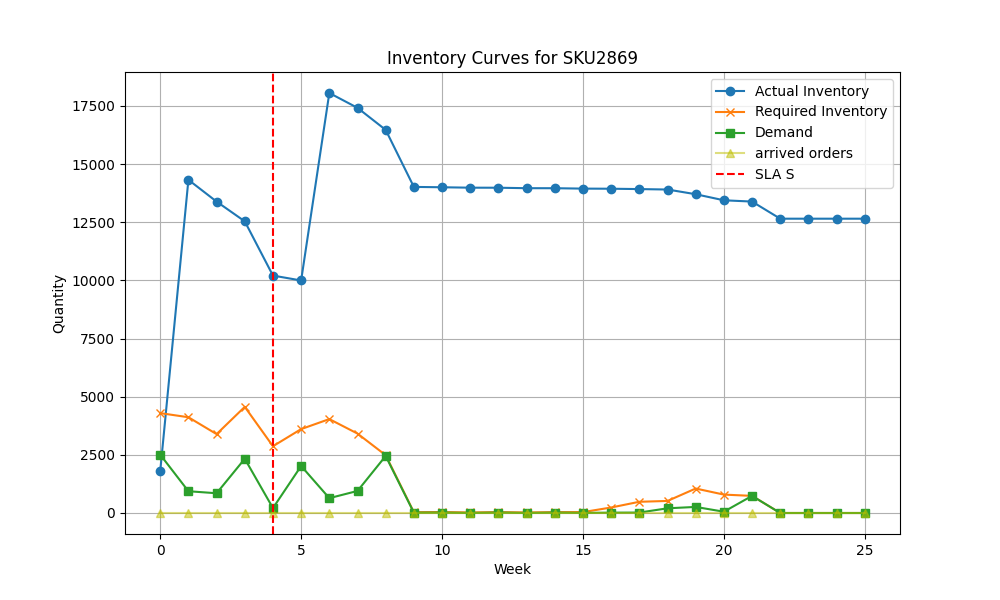 Inventory Curves for SKU2869
Actual Inventory
Required Inventory
Demand
arrived orders
SLA S
Quantity
17500
15000
12500
10000
7500
5000
2500
0
0 5 10 15 20 25
Week